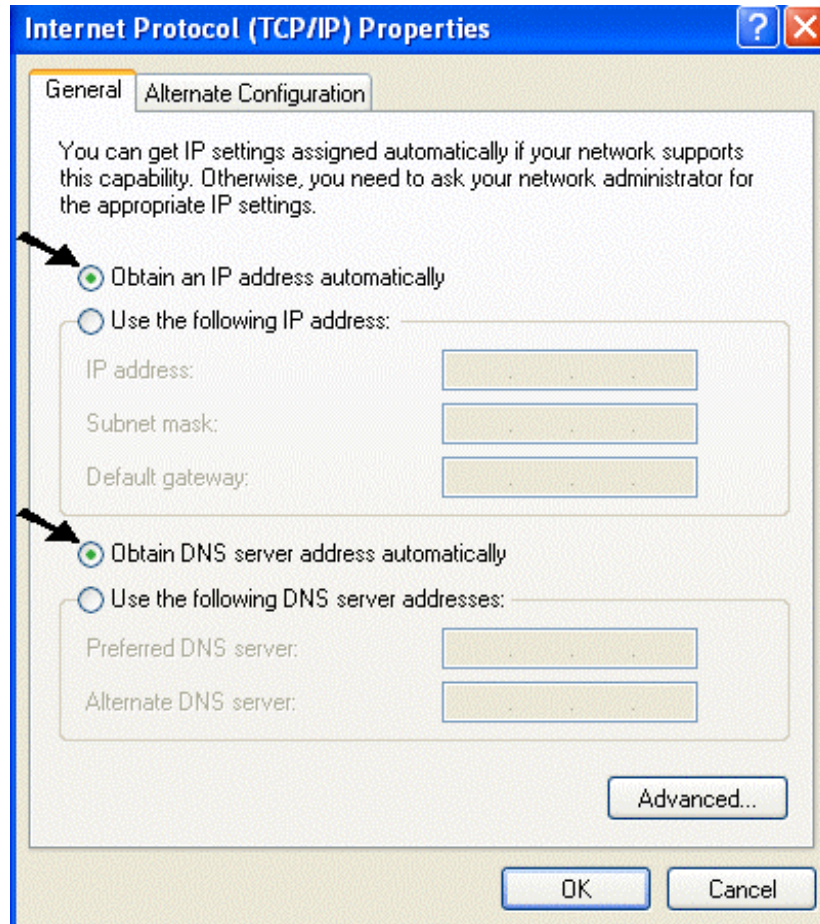 Internet Protocol (TCP/IP) Properties
General
Alternate Configuration
You can get IP settings assigned automatically if your network supports
this capability. Otherwise, you need to ask your network administrator for
the appropriate IP settings.
Obtain an IP address automatically
Use the following IP address:
IP address:
Subnet mask:
Default gateway:
Obtain DNS server address automatically
Use the following DNS server addresses:
Preferred DNS server:
Alternate DNS server:
Advanced...
OK
Cancel